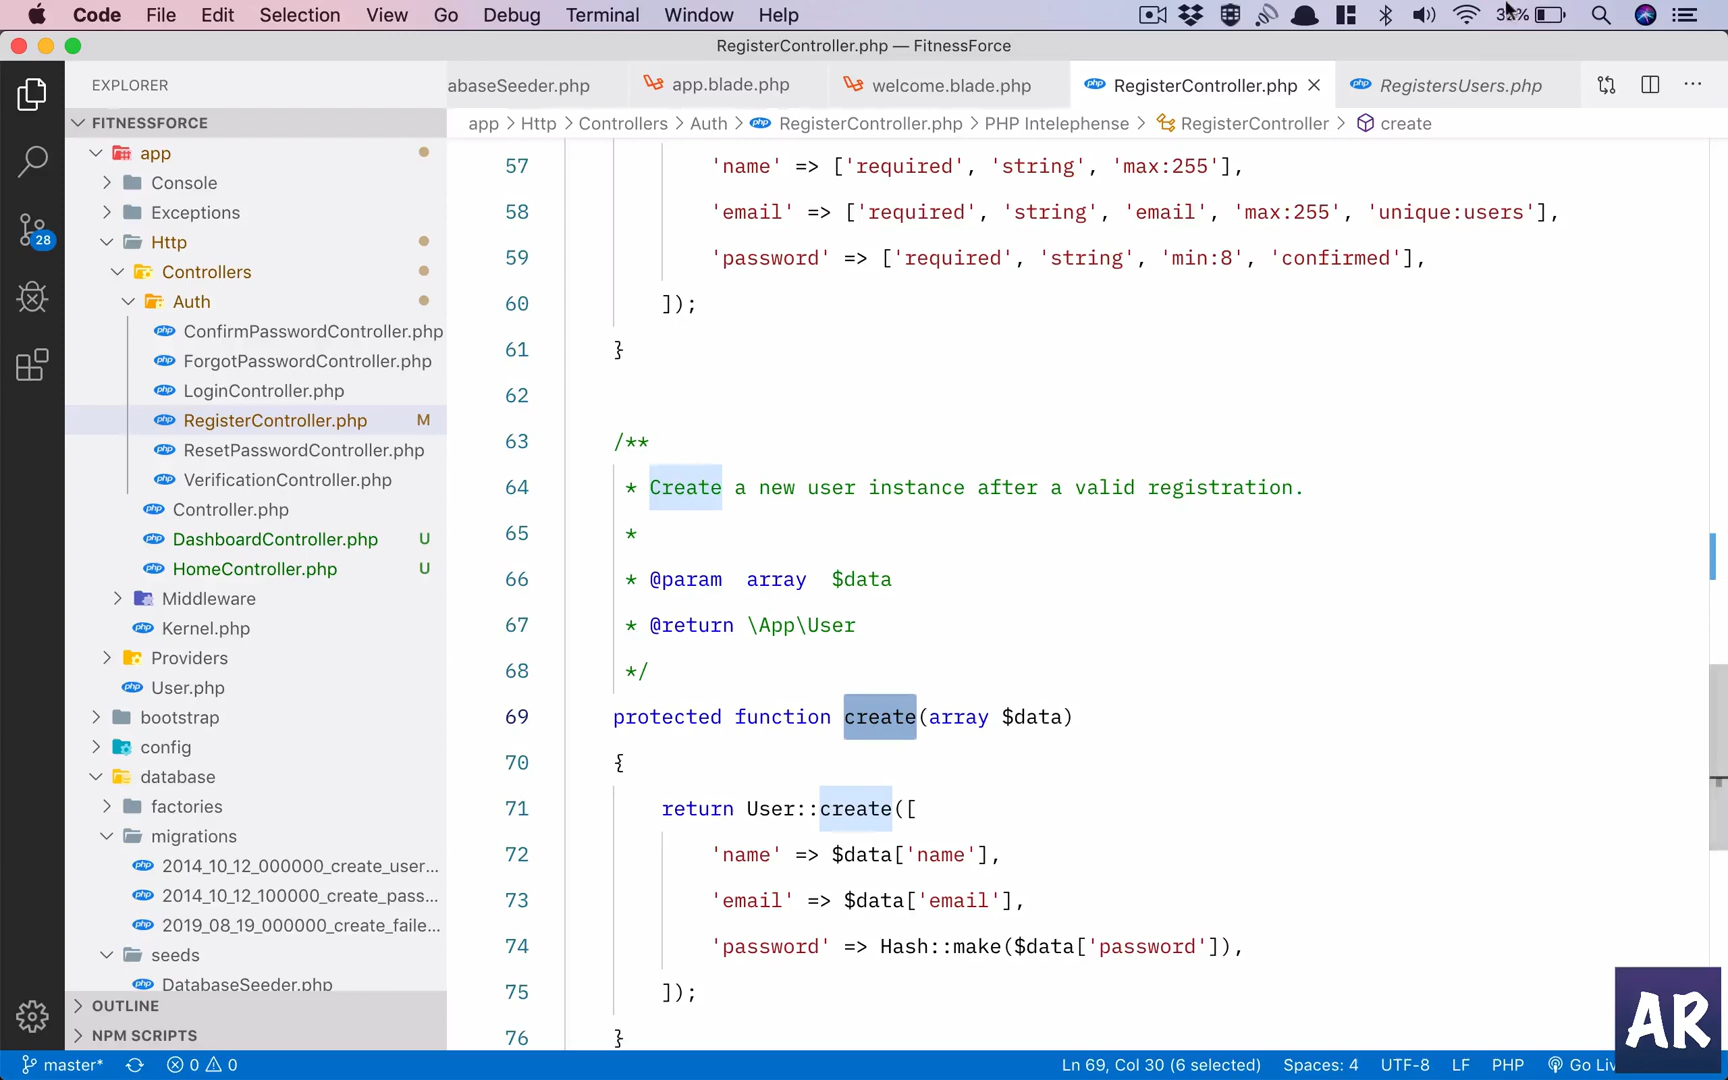 Code File Edit Selection View Go Debug Terminal Window Help
RegisterController.php — FitnessForce
EXPLORER
abaseSeeder.php app.blade.php welcome.blade.php RegisterController.php RegistersUsers.php
app > Http > Controllers > Auth > RegisterController.php > PHP Intelephense > RegisterController > create
FITNESSFORCE
app
Console
Exceptions
Http
Controllers
Auth
ConfirmPasswordController.php
ForgotPasswordController.php
LoginController.php
RegisterController.php M
ResetPasswordController.php
VerificationController.php
Controller.php
DashboardController.php U
HomeController.php U
Middleware
Kernel.php
Providers
User.php
bootstrap
config
database
factories
migrations
2014_10_12_000000_create_user...
2014_10_12_100000_create_pass...
2019_08_19_000000_create_faile...
seeds
DatabaseSeeder.php
OUTLINE
NPM SCRIPTS
28
57 'name' => ['required', 'string', 'max:255'],
58 'email' => ['required', 'string', 'email', 'max:255', 'unique:users'],
59 'password' => ['required', 'string', 'min:8', 'confirmed'],
60 ]);
61 }
62
63 /**
64 * Create a new user instance after a valid registration.
65 *
66 * @param array $data
67 * @return \App\User
68 */
69 protected function create(array $data)
70 {
71 return User::create([
72 'name' => $data['name'],
73 'email' => $data['email'],
74 'password' => Hash::make($data['password']),
75 ]);
76 }
AR
master* 0 0 Ln 69, Col 30 (6 selected) Spaces: 4 UTF-8 LF PHP Go